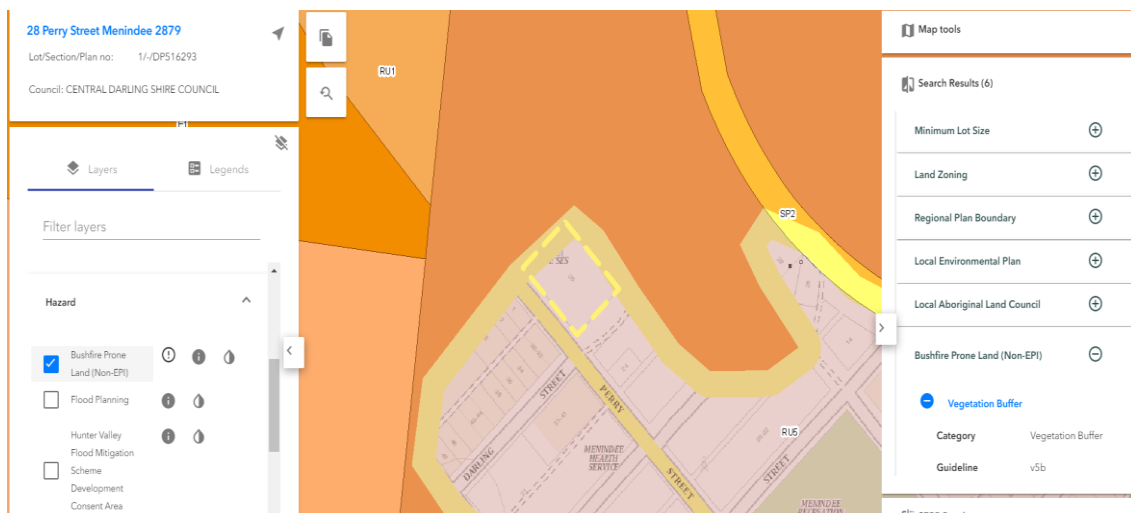 28 Perry Street Menindee 2879
Lot/Section/Plan no: 1/-/DP516293
Council: CENTRAL DARLING SHIRE COUNCIL
Layers
Legends
Filter layers
Hazard
Bushfire Prone
Land (Non-EPI)
Flood Planning
Hunter Valley
Flood Mitigation
Scheme
Development
Consent Area
RU1
SP2
SES
PERRY
STREET
STREET
DARLING
MENINDEE
HEALTH
SERVICE
RU5
STREET
MENINDEE
Map tools
Search Results (6)
Minimum Lot Size
Land Zoning
Regional Plan Boundary
Local Environmental Plan
Local Aboriginal Land Council
Bushfire Prone Land (Non-EPI)
Vegetation Buffer
Category Vegetation Buffer
Guideline v5b